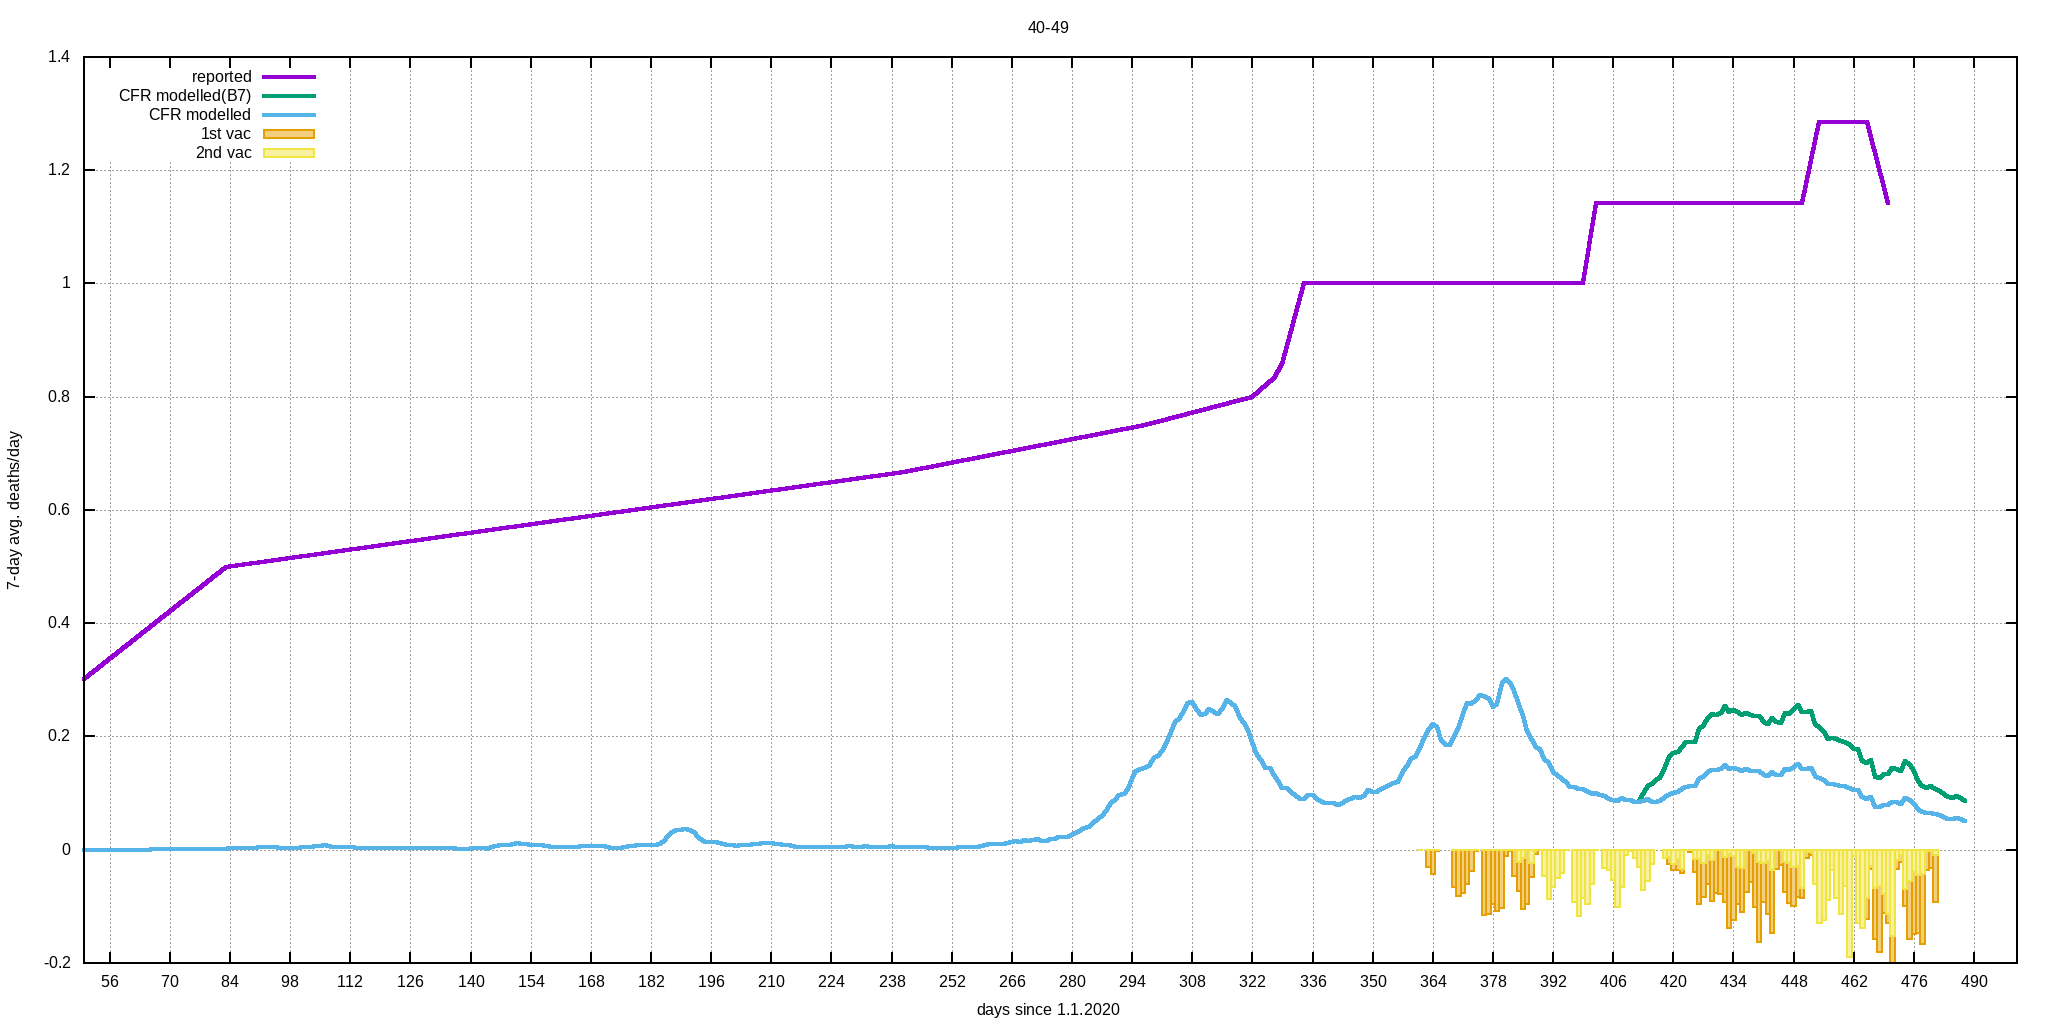 40-49
1.4
1.2
1
0.8
0.6
0.4
0.2
0
-0.2
7-day avg. deaths/day
reported
CFR modelled(B7)
CFR modelled
1st vac
2nd vac
56 70 84 98 112 126 140 154 168 182 196 210 224 238 252 266 280 294 308 322 336 350 364 378 392 406 420 434 448 462 476 490
days since 1.1.2020